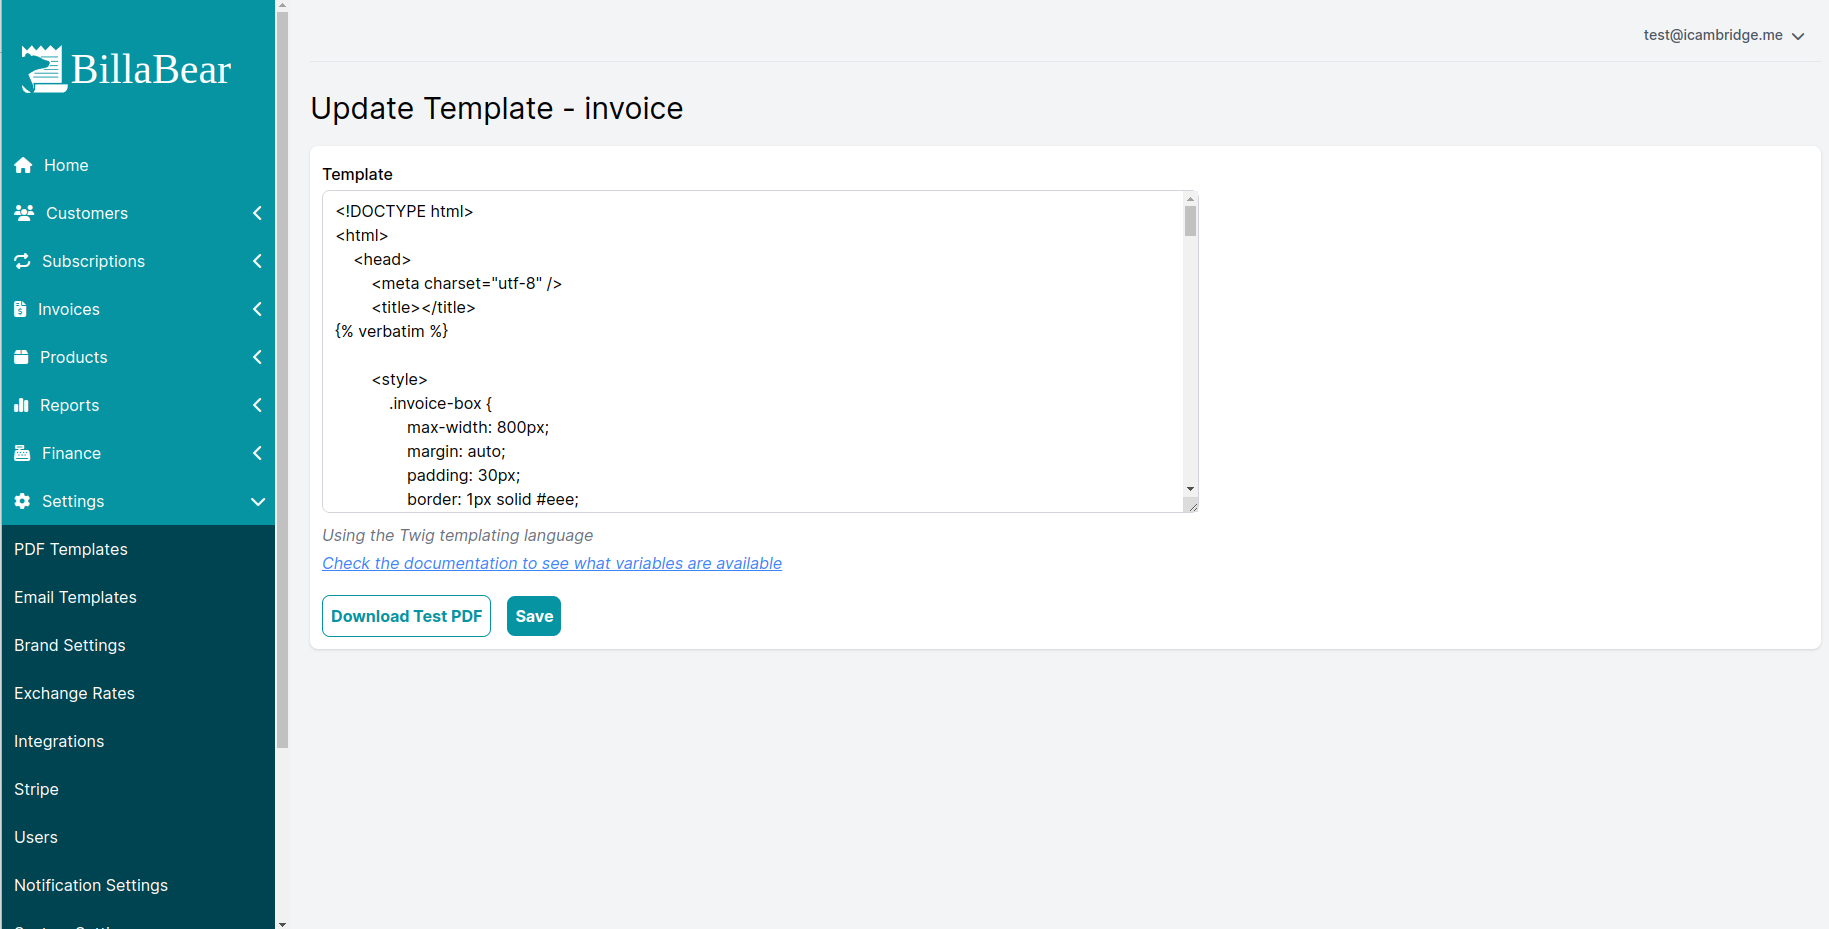 BillaBear
Home
Customers
Subscriptions
Invoices
Products
Reports
Finance
Settings
PDF Templates
Email Templates
Brand Settings
Exchange Rates
Integrations
Stripe
Users
Notification Settings
test@icambridge.me
Update Template - invoice
Template
<!DOCTYPE html>
<html>
<head>
<meta charset="utf-8" />
<title></title>
{% verbatim %}
<style>
.invoice-box {
max-width: 800px;
margin: auto;
padding: 30px;
border: 1px solid #eee;
Using the Twig templating language
Check the documentation to see what variables are available
Download Test PDF
Save